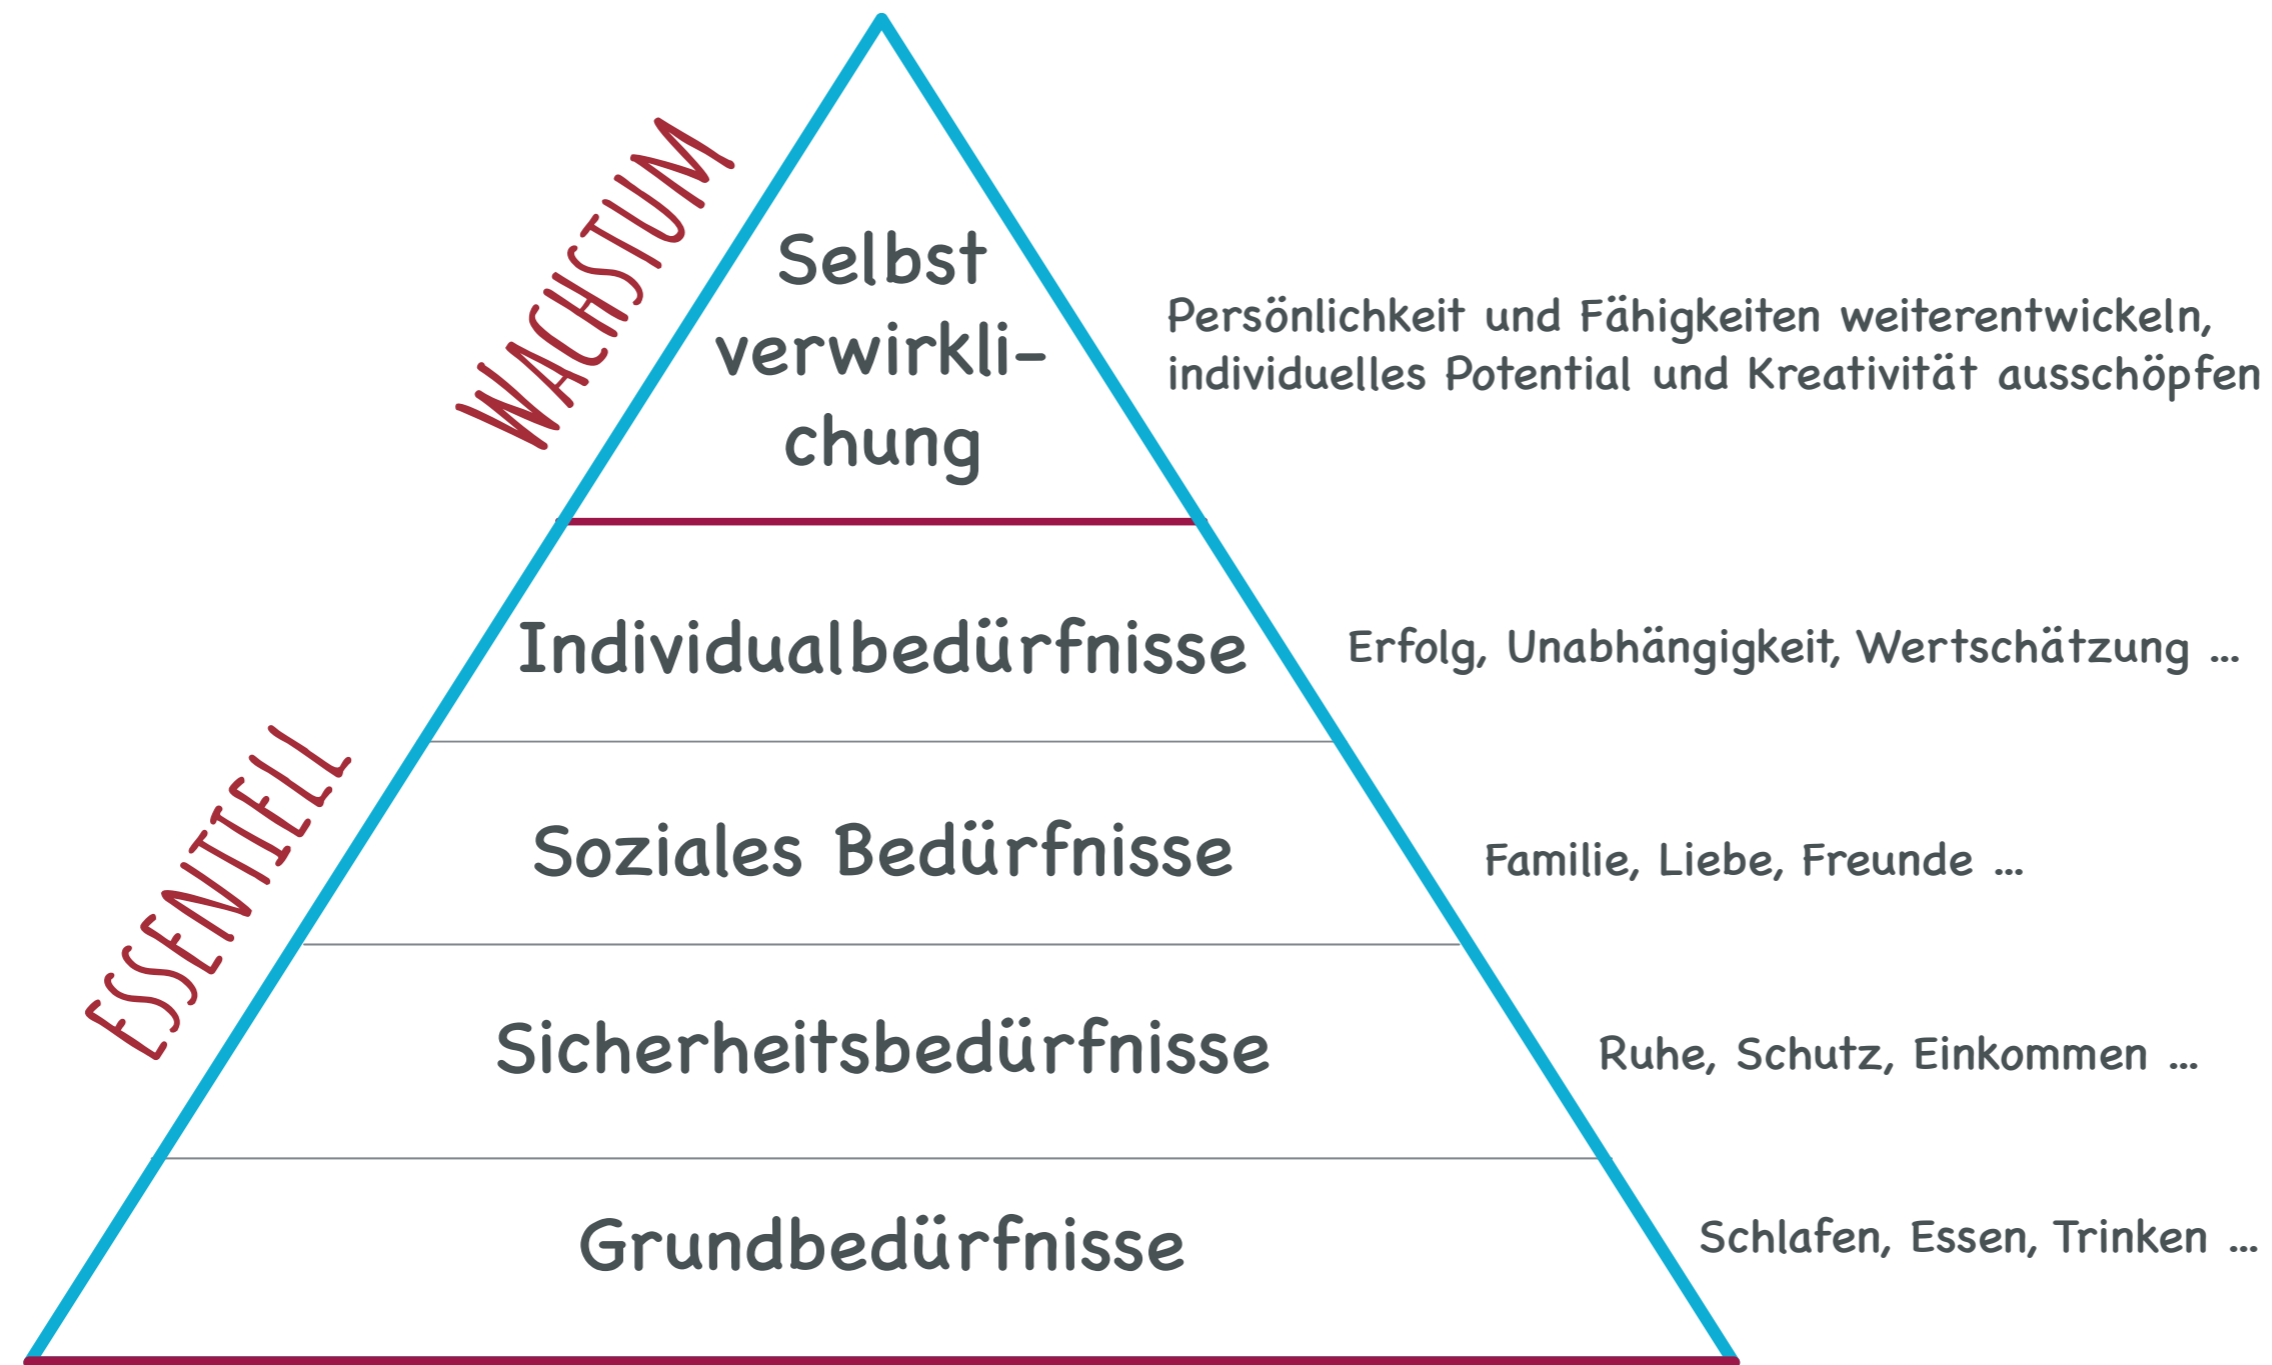 WACHSTUM
Selbst
verwirkli-
chung
Persönlichkeit und Fähigkeiten weiterentwickeln,
individuelles Potential und Kreativität ausschöpfen
Individualbedürfnisse
Erfolg, Unabhängigkeit, Wertschätzung ...
ESSENTIELL
Soziales Bedürfnisse
Familie, Liebe, Freunde ...
Sicherheitsbedürfnisse
Ruhe, Schutz, Einkommen ...
Grundbedürfnisse
Schlafen, Essen, Trinken ...